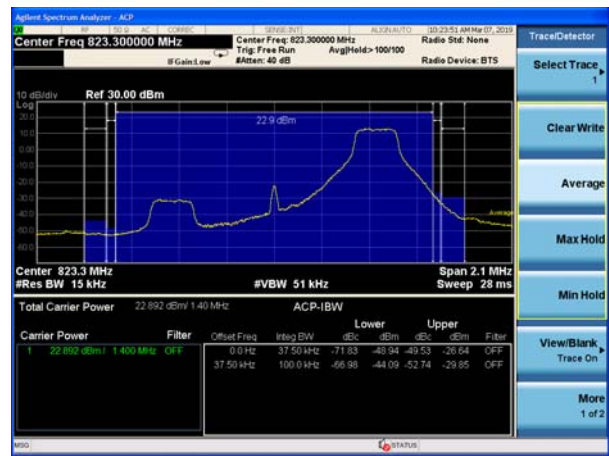 Agilent Spectrum Analyzer - ACP
RF 50 Ω AC CORREC SENSE:INT ALIGN AUTO 10:23:51 AM Mar 07, 2019
Center Freq 823.300000 MHz
Center Freq: 823.300000 MHz
Radio Std: None
Trig: Free Run Avg|Hold:>100/100
IFGain:Low #Atten: 40 dB Radio Device: BTS
Trace/Detector
Select Trace
1
Clear Write
Average
Max Hold
Min Hold
View/Blank
Trace On
More
1 of 2
10 dB/div Ref 30.00 dBm
Log
20.0
10.0
0.00
-10.0
-20.0
-30.0
-40.0
-50.0
-60.0
22.9 dBm
Average
Center 823.3 MHz Span 2.1 MHz
#Res BW 15 kHz #VBW 51 kHz Sweep 28 ms
Total Carrier Power 22.892 dBm/ 1.40 MHz ACP-IBW
Lower Upper
Carrier Power Filter Offset Freq Integ BW dBc dBm dBc dBm Filter
1 22.892 dBm / 1.400 MHz OFF 0.0 Hz 37.50 kHz -71.83 -48.94 -49.53 -26.64 OFF
37.50 kHz 100.0 kHz -66.98 -44.09 -52.74 -29.85 OFF
MSG STATUS